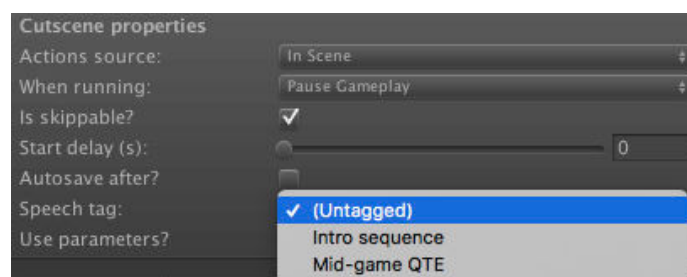 Cutscene properties
Actions source: In Scene
When running: Pause Gameplay
Is skippable?
Start delay (s): 0
Autosave after?
Speech tag: (Untagged)
Use parameters? Intro sequence
Mid-game QTE